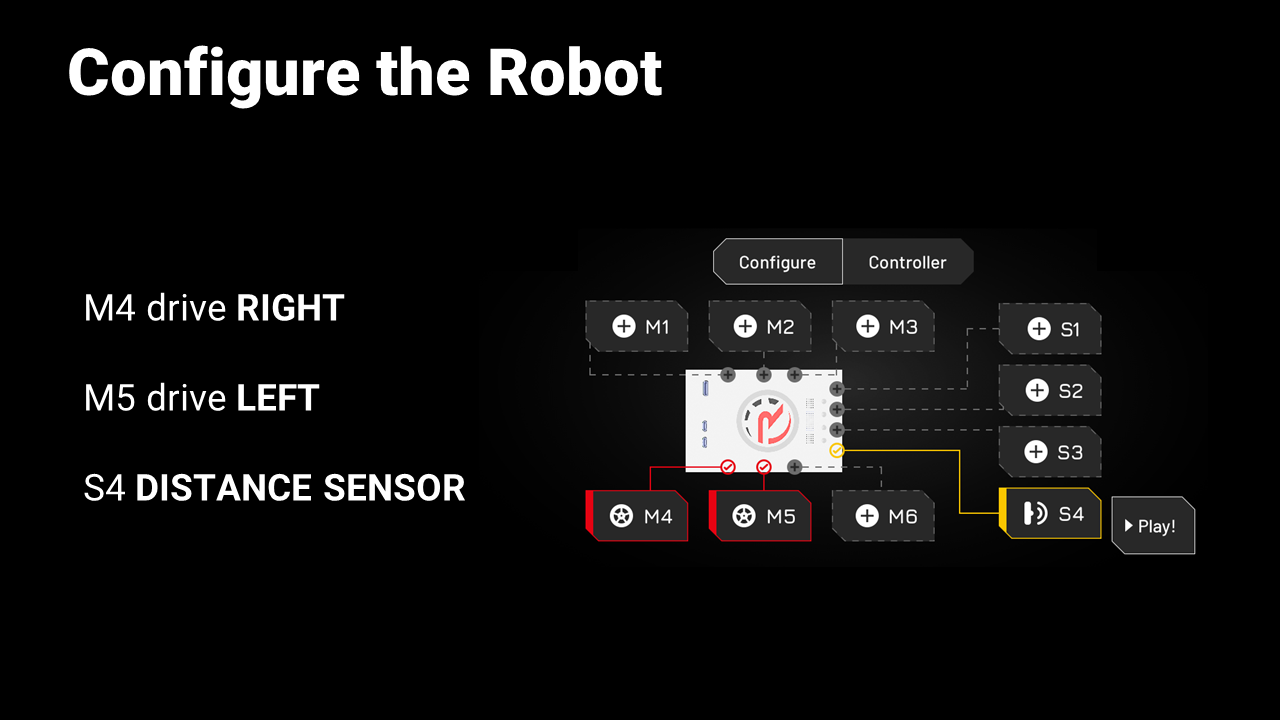 Configure the Robot
M4 drive RIGHT
M5 drive LEFT
S4 DISTANCE SENSOR
Configure
Controller
M1
M2
M3
S1
S2
S3
M4
M5
M6
S4
Play!